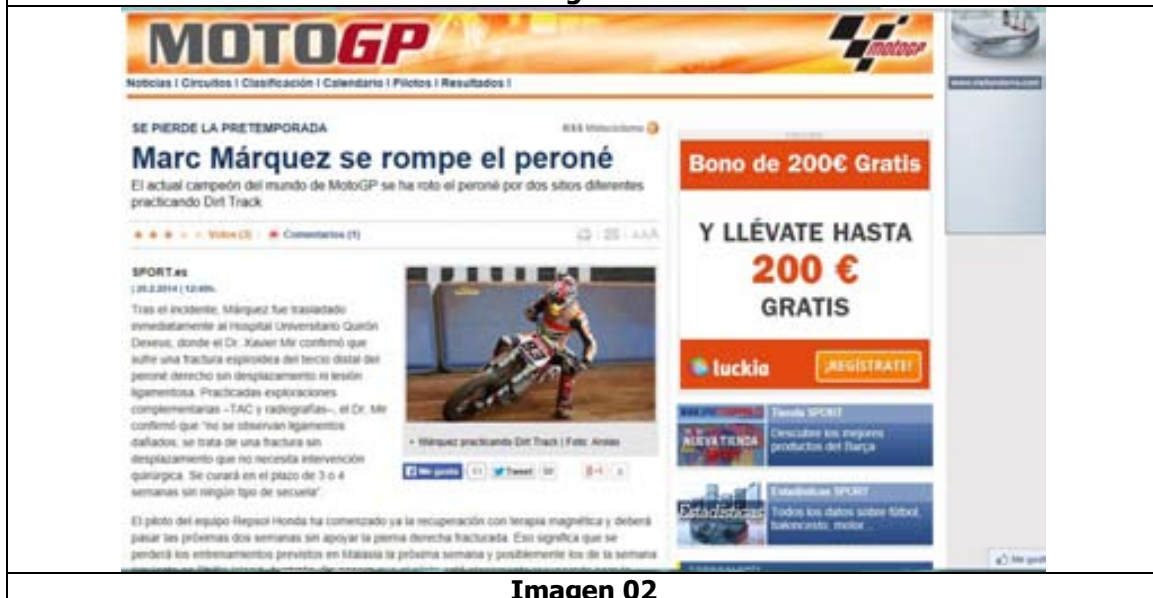 MOTOGP
motogp
Noticias | Circuitos | Clasificación | Calendario | Pilotos | Resultados |
SE PIERDE LA PRETEMPORADA
RSS Motociclismo
Marc Márquez se rompe el peroné
El actual campeón del mundo de MotoGP se ha roto el peroné por dos sitios diferentes
practicando Dirt Track
Votos (3)
Comentarios (1)
SPORT.es
Tras el incidente, Márquez fue trasladado
inmediatamente al Hospital Universitario Quirón
Dexeus, donde el Dr. Xavier Mir confirmó que
sufre una fractura espiroidea del tercio distal del
peroné derecho sin desplazamiento ni lesión
ligamentosa. Practicadas exploraciones
complementarias –TAC y radiografías–, el Dr. Mir
confirmó que "no se observan ligamentos
dañados; se trata de una fractura sin
desplazamiento que no necesita intervención
quirúrgica. Se curará en el plazo de 3 o 4
semanas sin ningún tipo de secuela".
93
Márquez practicando Dirt Track | Foto:
Me gusta
Tweet
El piloto del equipo Repsol Honda ha comenzado ya la recuperación con terapia magnética y deberá
pasar las próximas dos semanas sin apoyar la pierna derecha fracturada. Eso significa que se
perderá los entrenamientos previstos en Malasia la próxima semana y posiblemente los de la semana
Bono de 200€ Gratis
Y LLÉVATE HASTA
200 €
GRATIS
luckia
¡REGÍSTRATE!
NUEVA TIENDA
Tienda SPORT
Descubre los mejores
productos del Barça
Estadísticas
Estadísticas SPORT
Todos los datos sobre fútbol,
baloncesto, motor...
Imagen 02